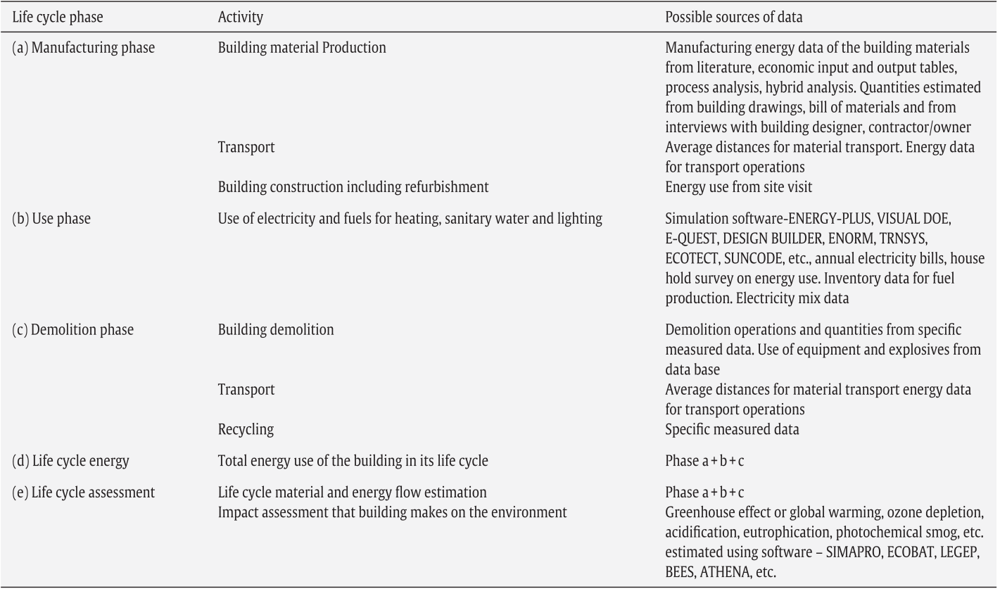 Life cycle phase Activity Possible sources of data
(a) Manufacturing phase Building material Production Manufacturing energy data of the building materials
from literature, economic input and output tables,
process analysis, hybrid analysis. Quantities estimated
from building drawings, bill of materials and from
interviews with building designer, contractor/owner
Transport Average distances for material transport. Energy data
for transport operations
Building construction including refurbishment Energy use from site visit
(b) Use phase Use of electricity and fuels for heating, sanitary water and lighting Simulation software-ENERGY-PLUS, VISUAL DOE,
E-QUEST, DESIGN BUILDER, ENORM, TRNSYS,
ECOTECT, SUNCODE, etc., annual electricity bills, house
hold survey on energy use. Inventory data for fuel
production. Electricity mix data
(c) Demolition phase Building demolition Demolition operations and quantities from specific
measured data. Use of equipment and explosives from
data base
Transport Average distances for material transport energy data
for transport operations
Recycling Specific measured data
(d) Life cycle energy Total energy use of the building in its life cycle Phase a + b + c
(e) Life cycle assessment Life cycle material and energy flow estimation Phase a + b + c
Impact assessment that building makes on the environment Greenhouse effect or global warming, ozone depletion,
acidification, eutrophication, photochemical smog, etc.
estimated using software – SIMAPRO, ECOBAT, LEGEP,
BEES, ATHENA, etc.